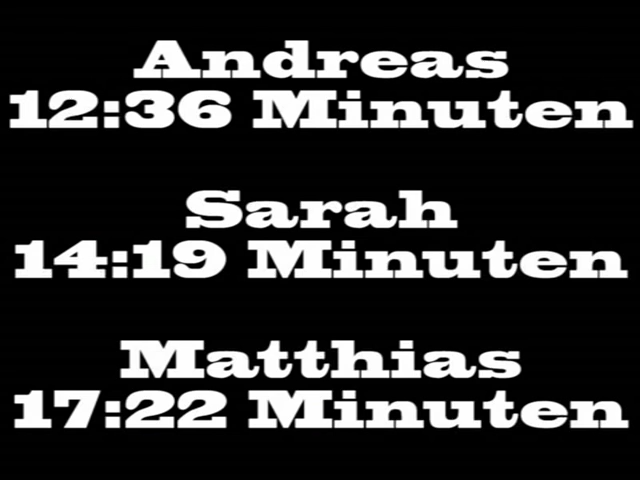 Andreas
12:36 Minuten
Sarah
14:19 Minuten
Matthias
17:22 Minuten